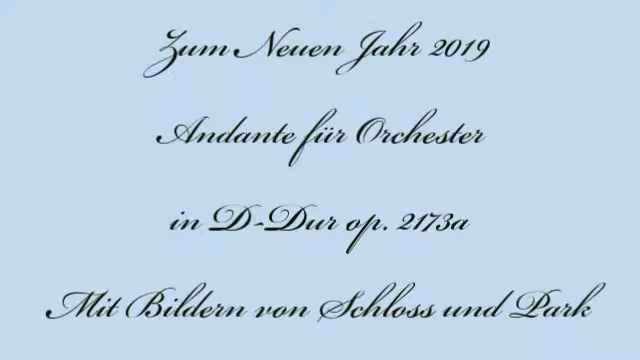 Zum Neuen Jahr 2019
Andante für Orchester
in D-Dur op. 2173a
Mit Bildern von Schloss und Park